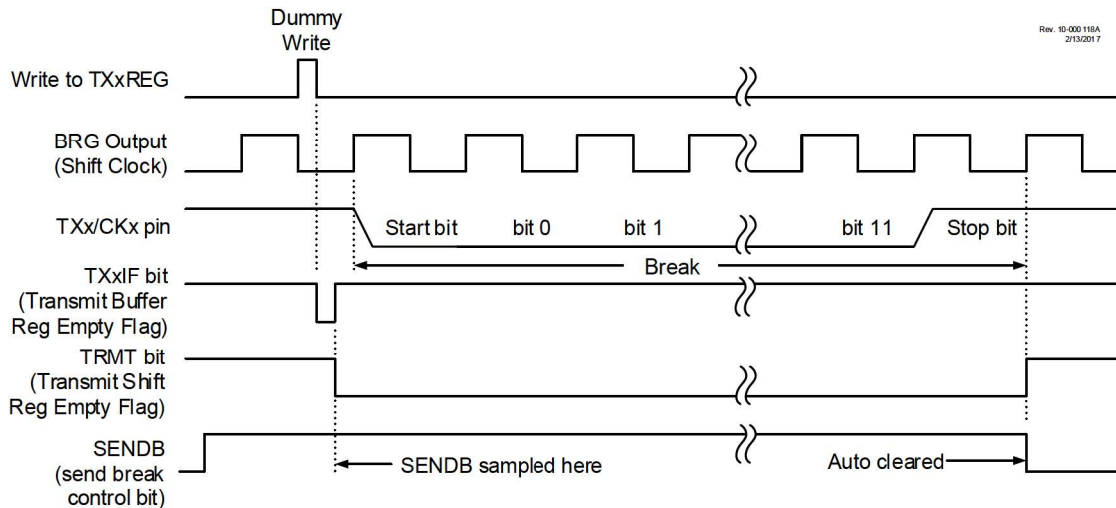 Dummy
Write
Rev. 10-000 118A
2/13/2017
Write to TXxREG
BRG Output
(Shift Clock)
TXx/CKx pin
Start bit
bit 0
bit 1
bit 11
Stop bit
Break
TXxIF bit
(Transmit Buffer
Reg Empty Flag)
TRMT bit
(Transmit Shift
Reg Empty Flag)
SENDB
(send break
control bit)
SENDB sampled here
Auto cleared